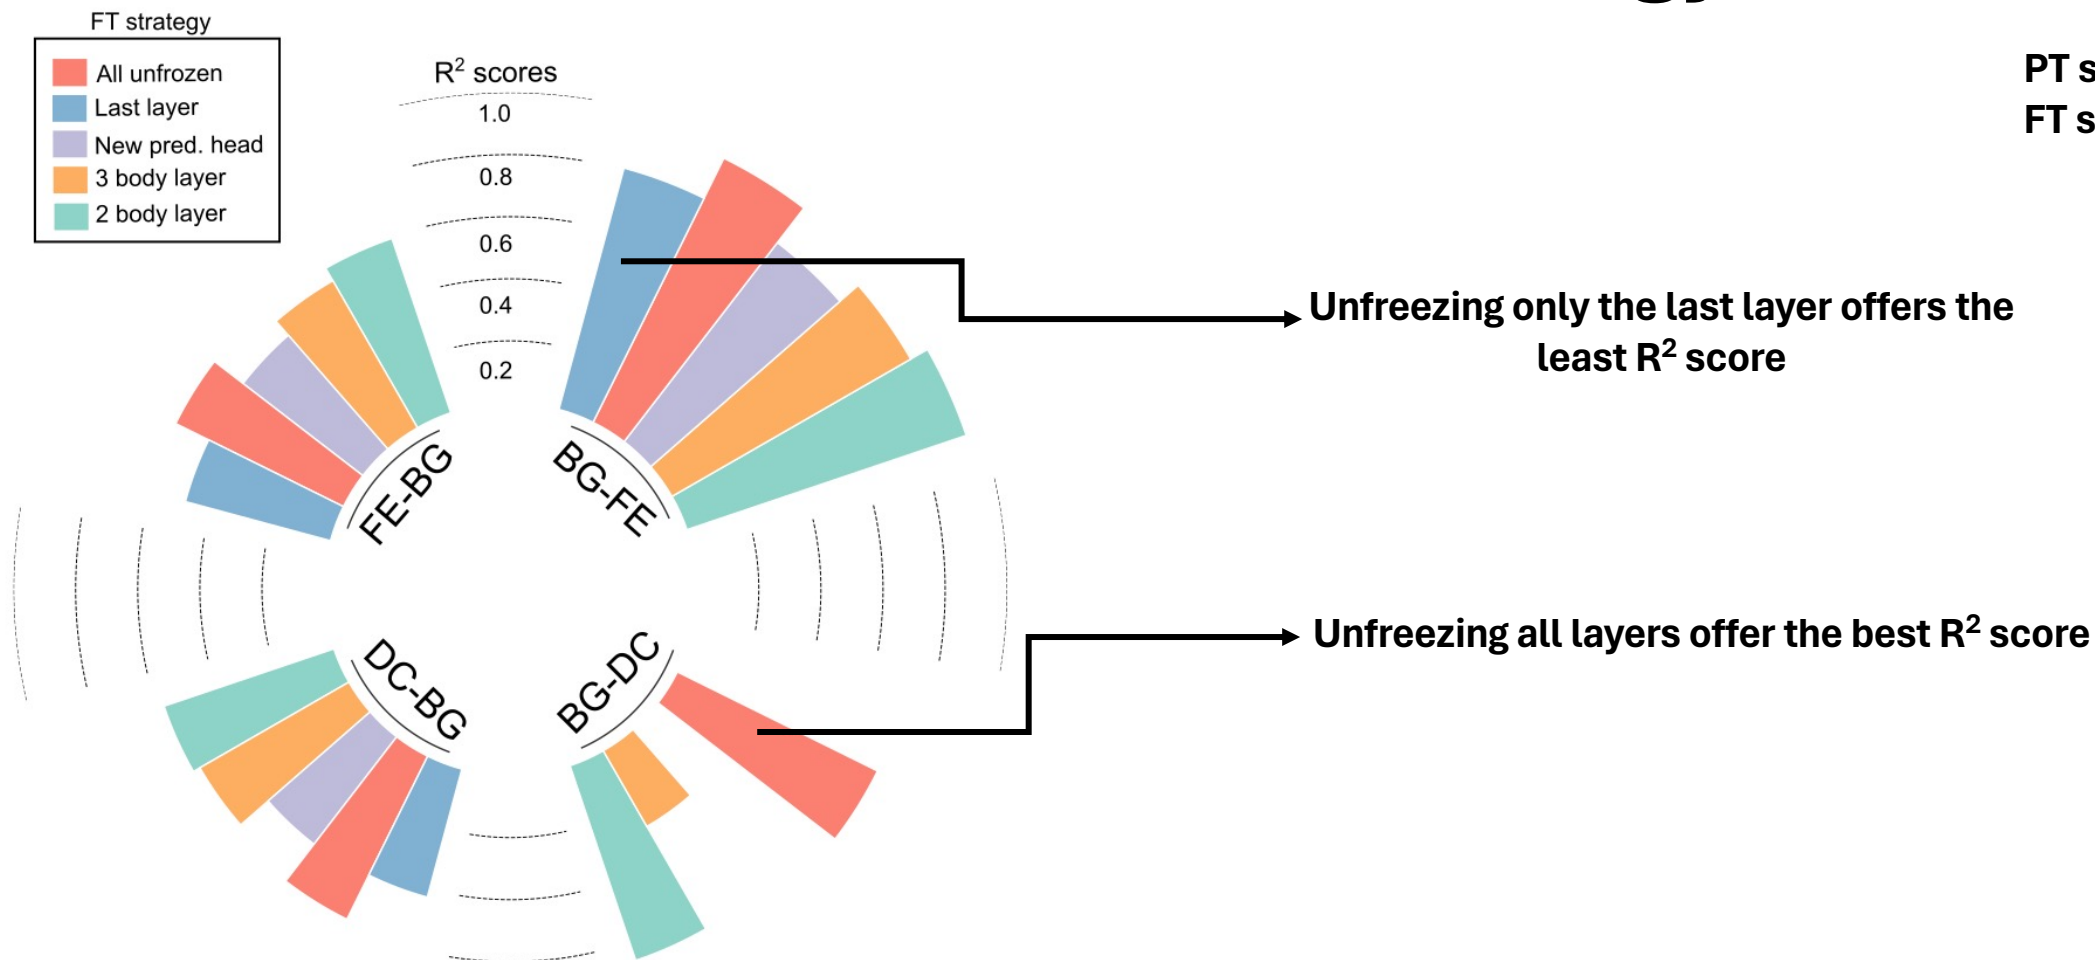 FT strategy
All unfrozen
Last layer
New pred. head
3 body layer
2 body layer
R² scores
1.0
0.8
0.6
0.4
0.2
FE-BG
BG-FE
DC-BG
BG-DC
Unfreezing only the last layer offers the
least R² score
Unfreezing all layers offer the best R² score
PT s
FT s